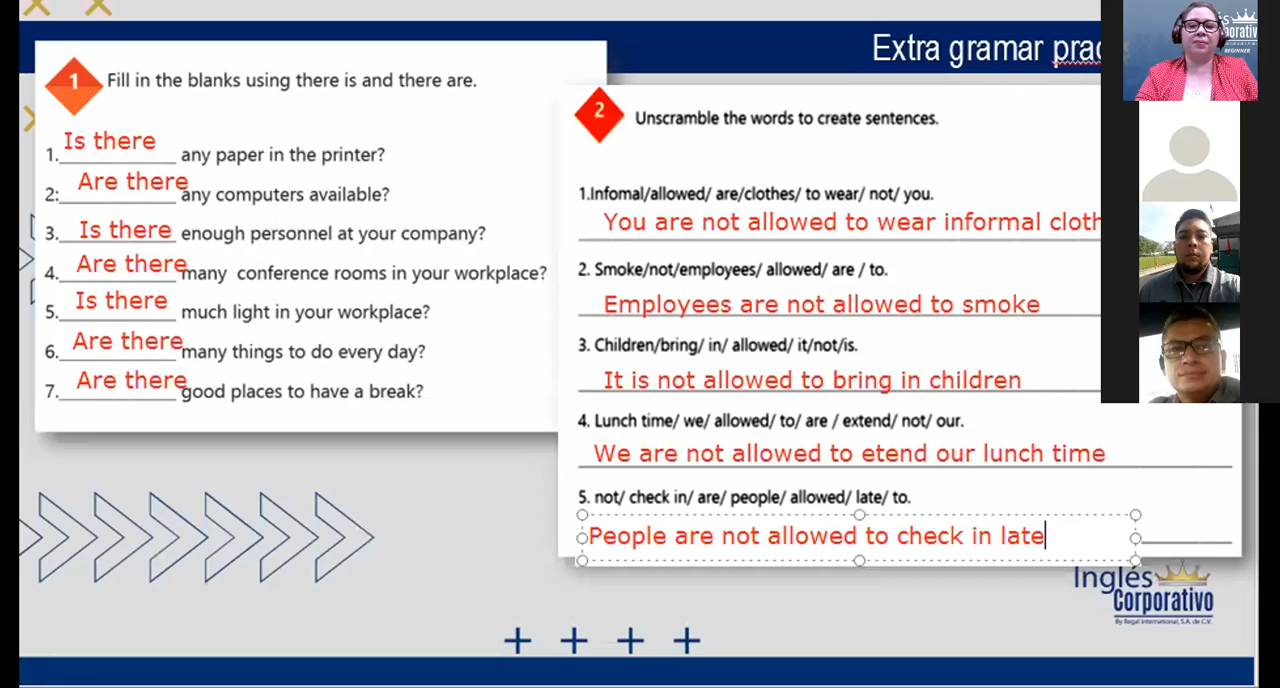 Extra gramar prac
1
Fill in the blanks using there is and there are.
1. Is there any paper in the printer?
2: Are there any computers available?
3. Is there enough personnel at your company?
4. Are there many conference rooms in your workplace?
5. Is there much light in your workplace?
6. Are there many things to do every day?
7. Are there good places to have a break?
2
Unscramble the words to create sentences.
1.Infomal/allowed/ are/clothes/ to wear/ not/ you.
You are not allowed to wear informal cloth
2. Smoke/not/employees/ allowed/ are / to.
Employees are not allowed to smoke
3. Children/bring/ in/ allowed/ it/not/is.
It is not allowed to bring in children
4. Lunch time/ we/ allowed/ to/ are / extend/ not/ our.
We are not allowed to etend our lunch time
5. not/ check in/ are/ people/ allowed/ late/ to.
People are not allowed to check in late
Inglés
Corporativo
By Regal International, S.A. de C.V.
BEGINNER